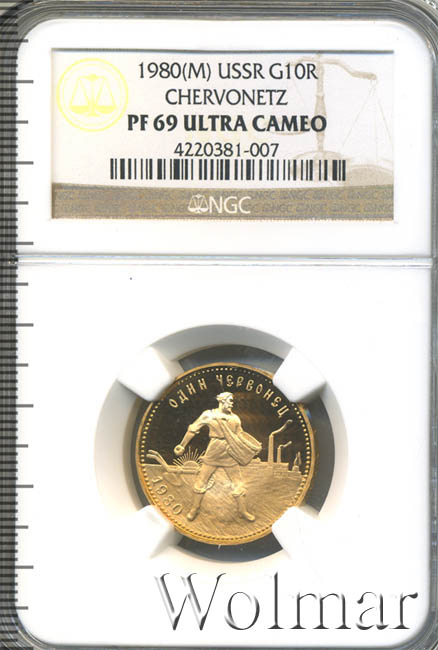 1980(M) USSR G10R
CHERVONETZ
PF 69 ULTRA CAMEO
4220381-007
NGC
ОДИН ЧЕРВОНЕЦ
1980
Wolmar